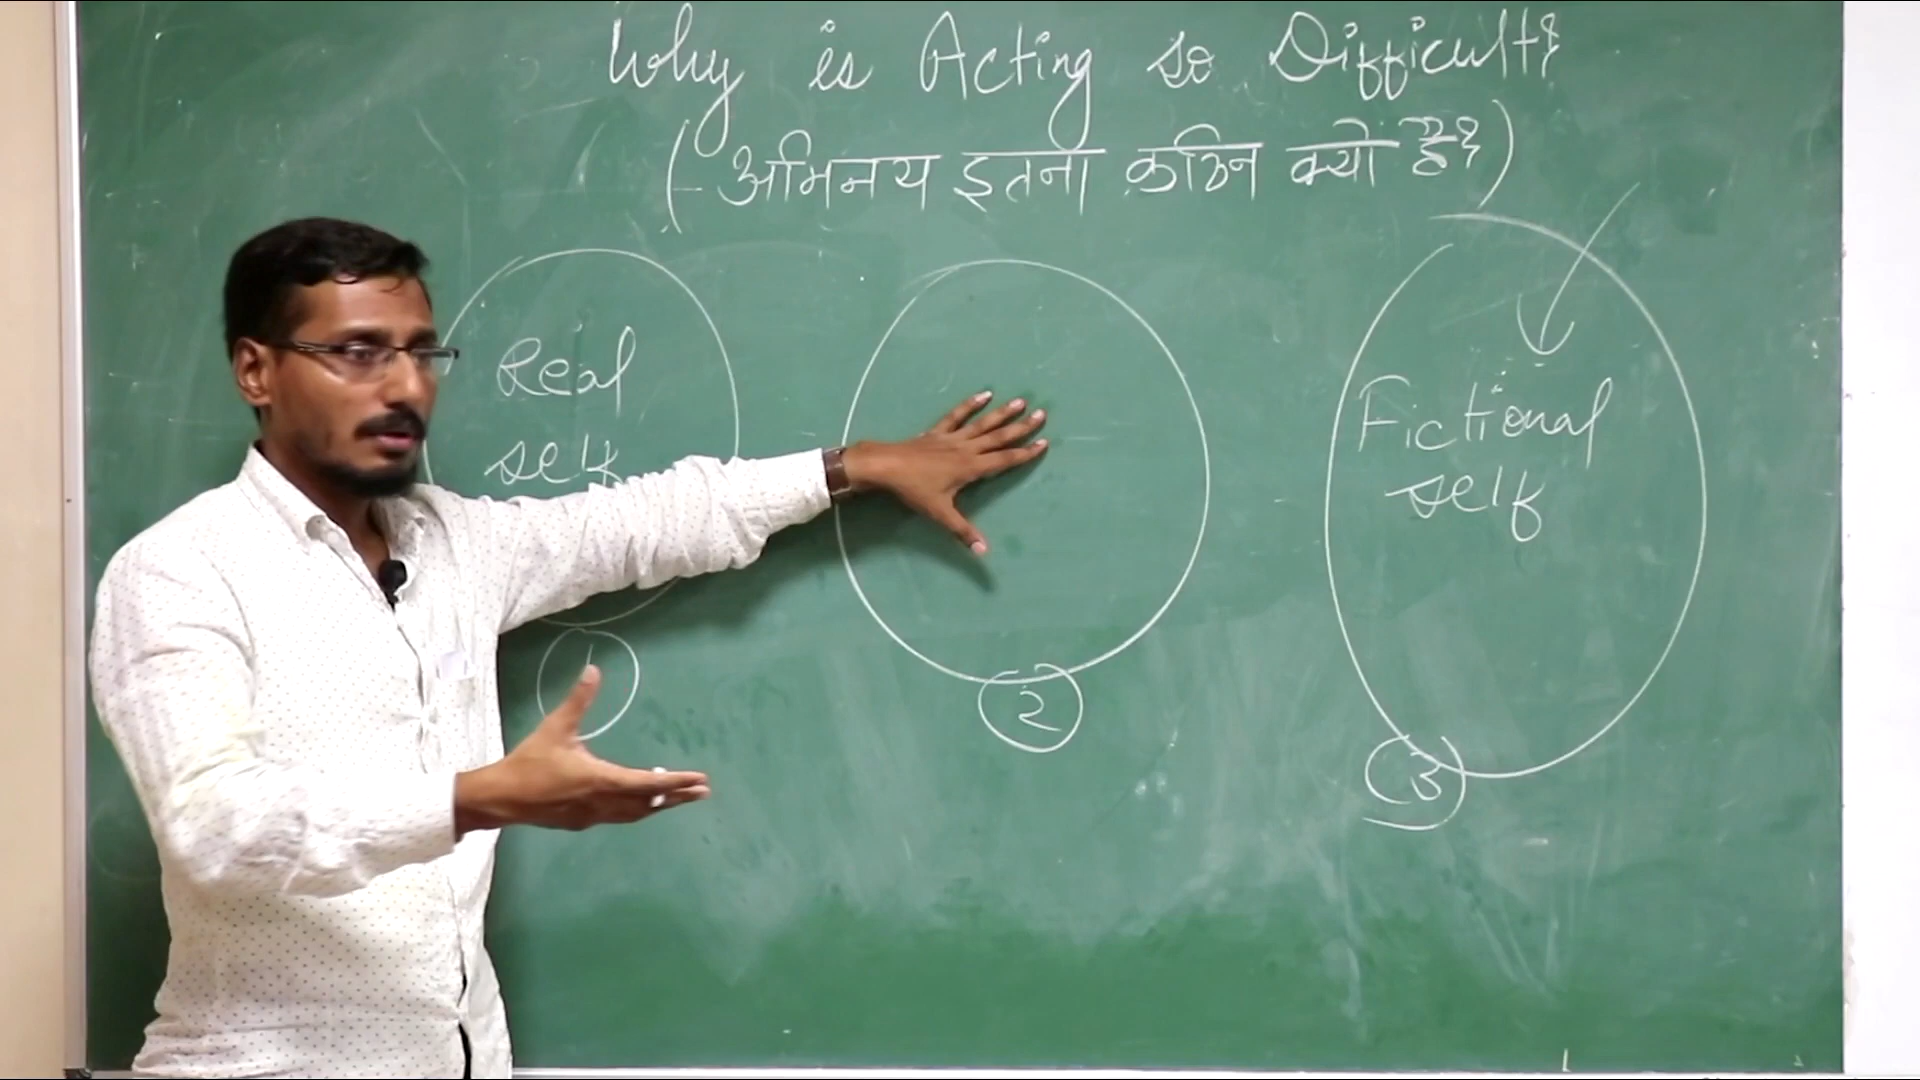 Why is Acting so Difficult?
(अभिनय इतना कठिन क्यों है?)
Real
self
Fictional
self
1
2
3